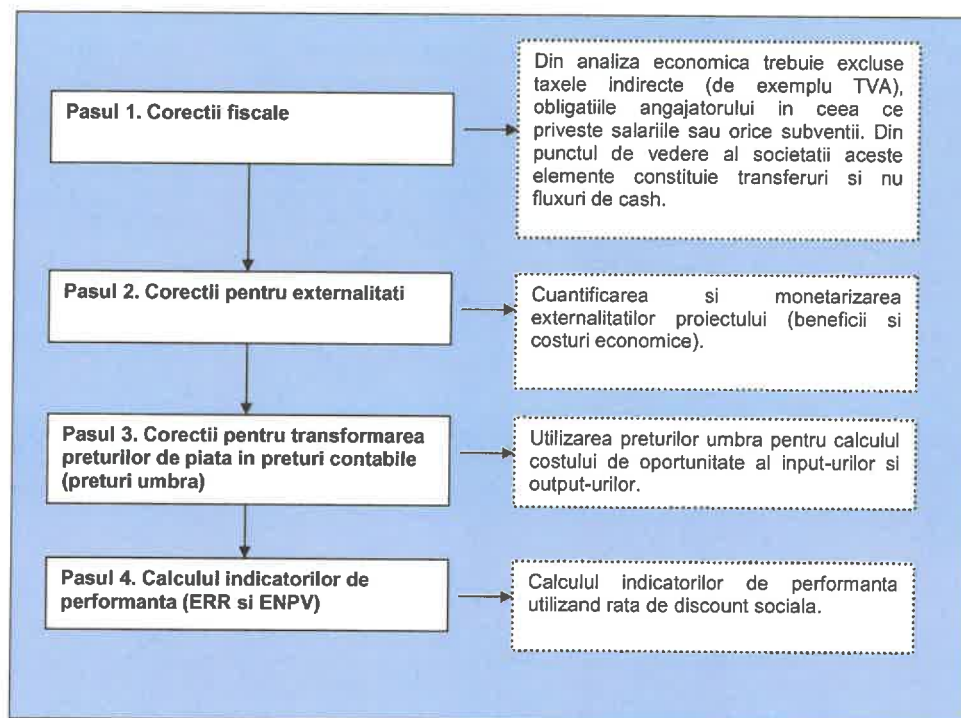 Pasul 1. Corectii fiscale
Din analiza economica trebuie excluse
taxele indirecte (de exemplu TVA),
obligatiile angajatorului in ceea ce
priveste salariile sau orice subventii. Din
punctul de vedere al societatii aceste
elemente constituie transferuri si nu
fluxuri de cash.
Pasul 2. Corectii pentru externalitati
Cuantificarea si monetarizarea
externalitatilor proiectului (beneficii si
costuri economice).
Pasul 3. Corectii pentru transformarea
preturilor de piata in preturi contabile
(preturi umbra)
Utilizarea preturilor umbra pentru calculul
costului de oportunitate al input-urilor si
output-urilor.
Pasul 4. Calculul indicatorilor de
performanta (ERR si ENPV)
Calculul indicatorilor de performanta
utilizand rata de discount sociala.